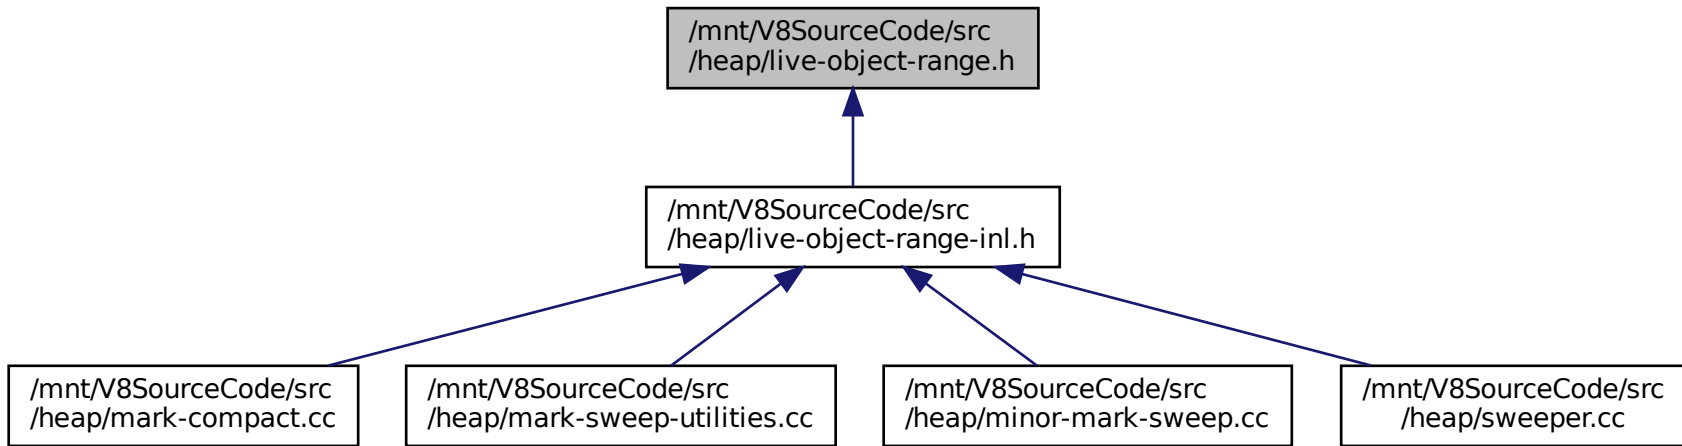 /mnt/V8SourceCode/src
/heap/live-object-range.h
/mnt/V8SourceCode/src
/heap/live-object-range-inl.h
/mnt/V8SourceCode/src
/heap/mark-compact.cc
/mnt/V8SourceCode/src
/heap/mark-sweep-utilities.cc
/mnt/V8SourceCode/src
/heap/minor-mark-sweep.cc
/mnt/V8SourceCode/src
/heap/sweeper.cc